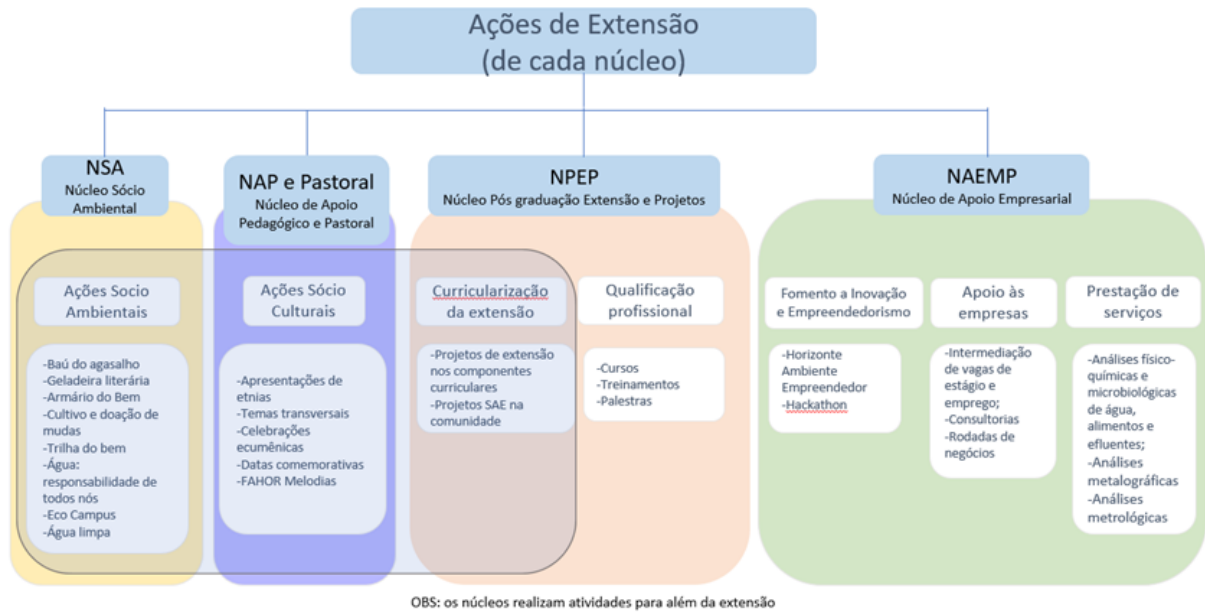 Ações de Extensão
(de cada núcleo)
NSA
Núcleo Sócio
Ambiental
NAP e Pastoral
Núcleo de Apoio
Pedagógico e Pastoral
NPEP
Núcleo Pós graduação Extensão e Projetos
NAEMP
Núcleo de Apoio Empresarial
Ações Socio
Ambientais
-Baú do agasalho
-Geladeira literária
-Armário do Bem
-Cultivo e doação de
mudas
-Trilha do bem
-Água:
responsabilidade de
todos nós
-Eco Campus
-Água limpa
Ações Sócio
Culturais
-Apresentações de
etnias
-Temas transversais
-Celebrações
ecumênicas
-Datas comemorativas
-FAHOR Melodias
Curricularização
da extensão
-Projetos de extensão
nos componentes
curriculares
-Projetos SAE na
comunidade
Qualificação
profissional
-Cursos
-Treinamentos
-Palestras
Fomento a Inovação
e Empreendedorismo
-Horizonte
Ambiente
Empreendedor
-Hackathon
Apoio às
empresas
-Intermediação
de vagas de
estágio e
emprego;
-Consultorias
-Rodadas de
negócios
Prestação de
serviços
-Análises físico-
químicas e
microbiológicas
de água,
alimentos e
efluentes;
-Análises
metalográficas
-Análises
metrológicas
OBS: os núcleos realizam atividades para além da extensão